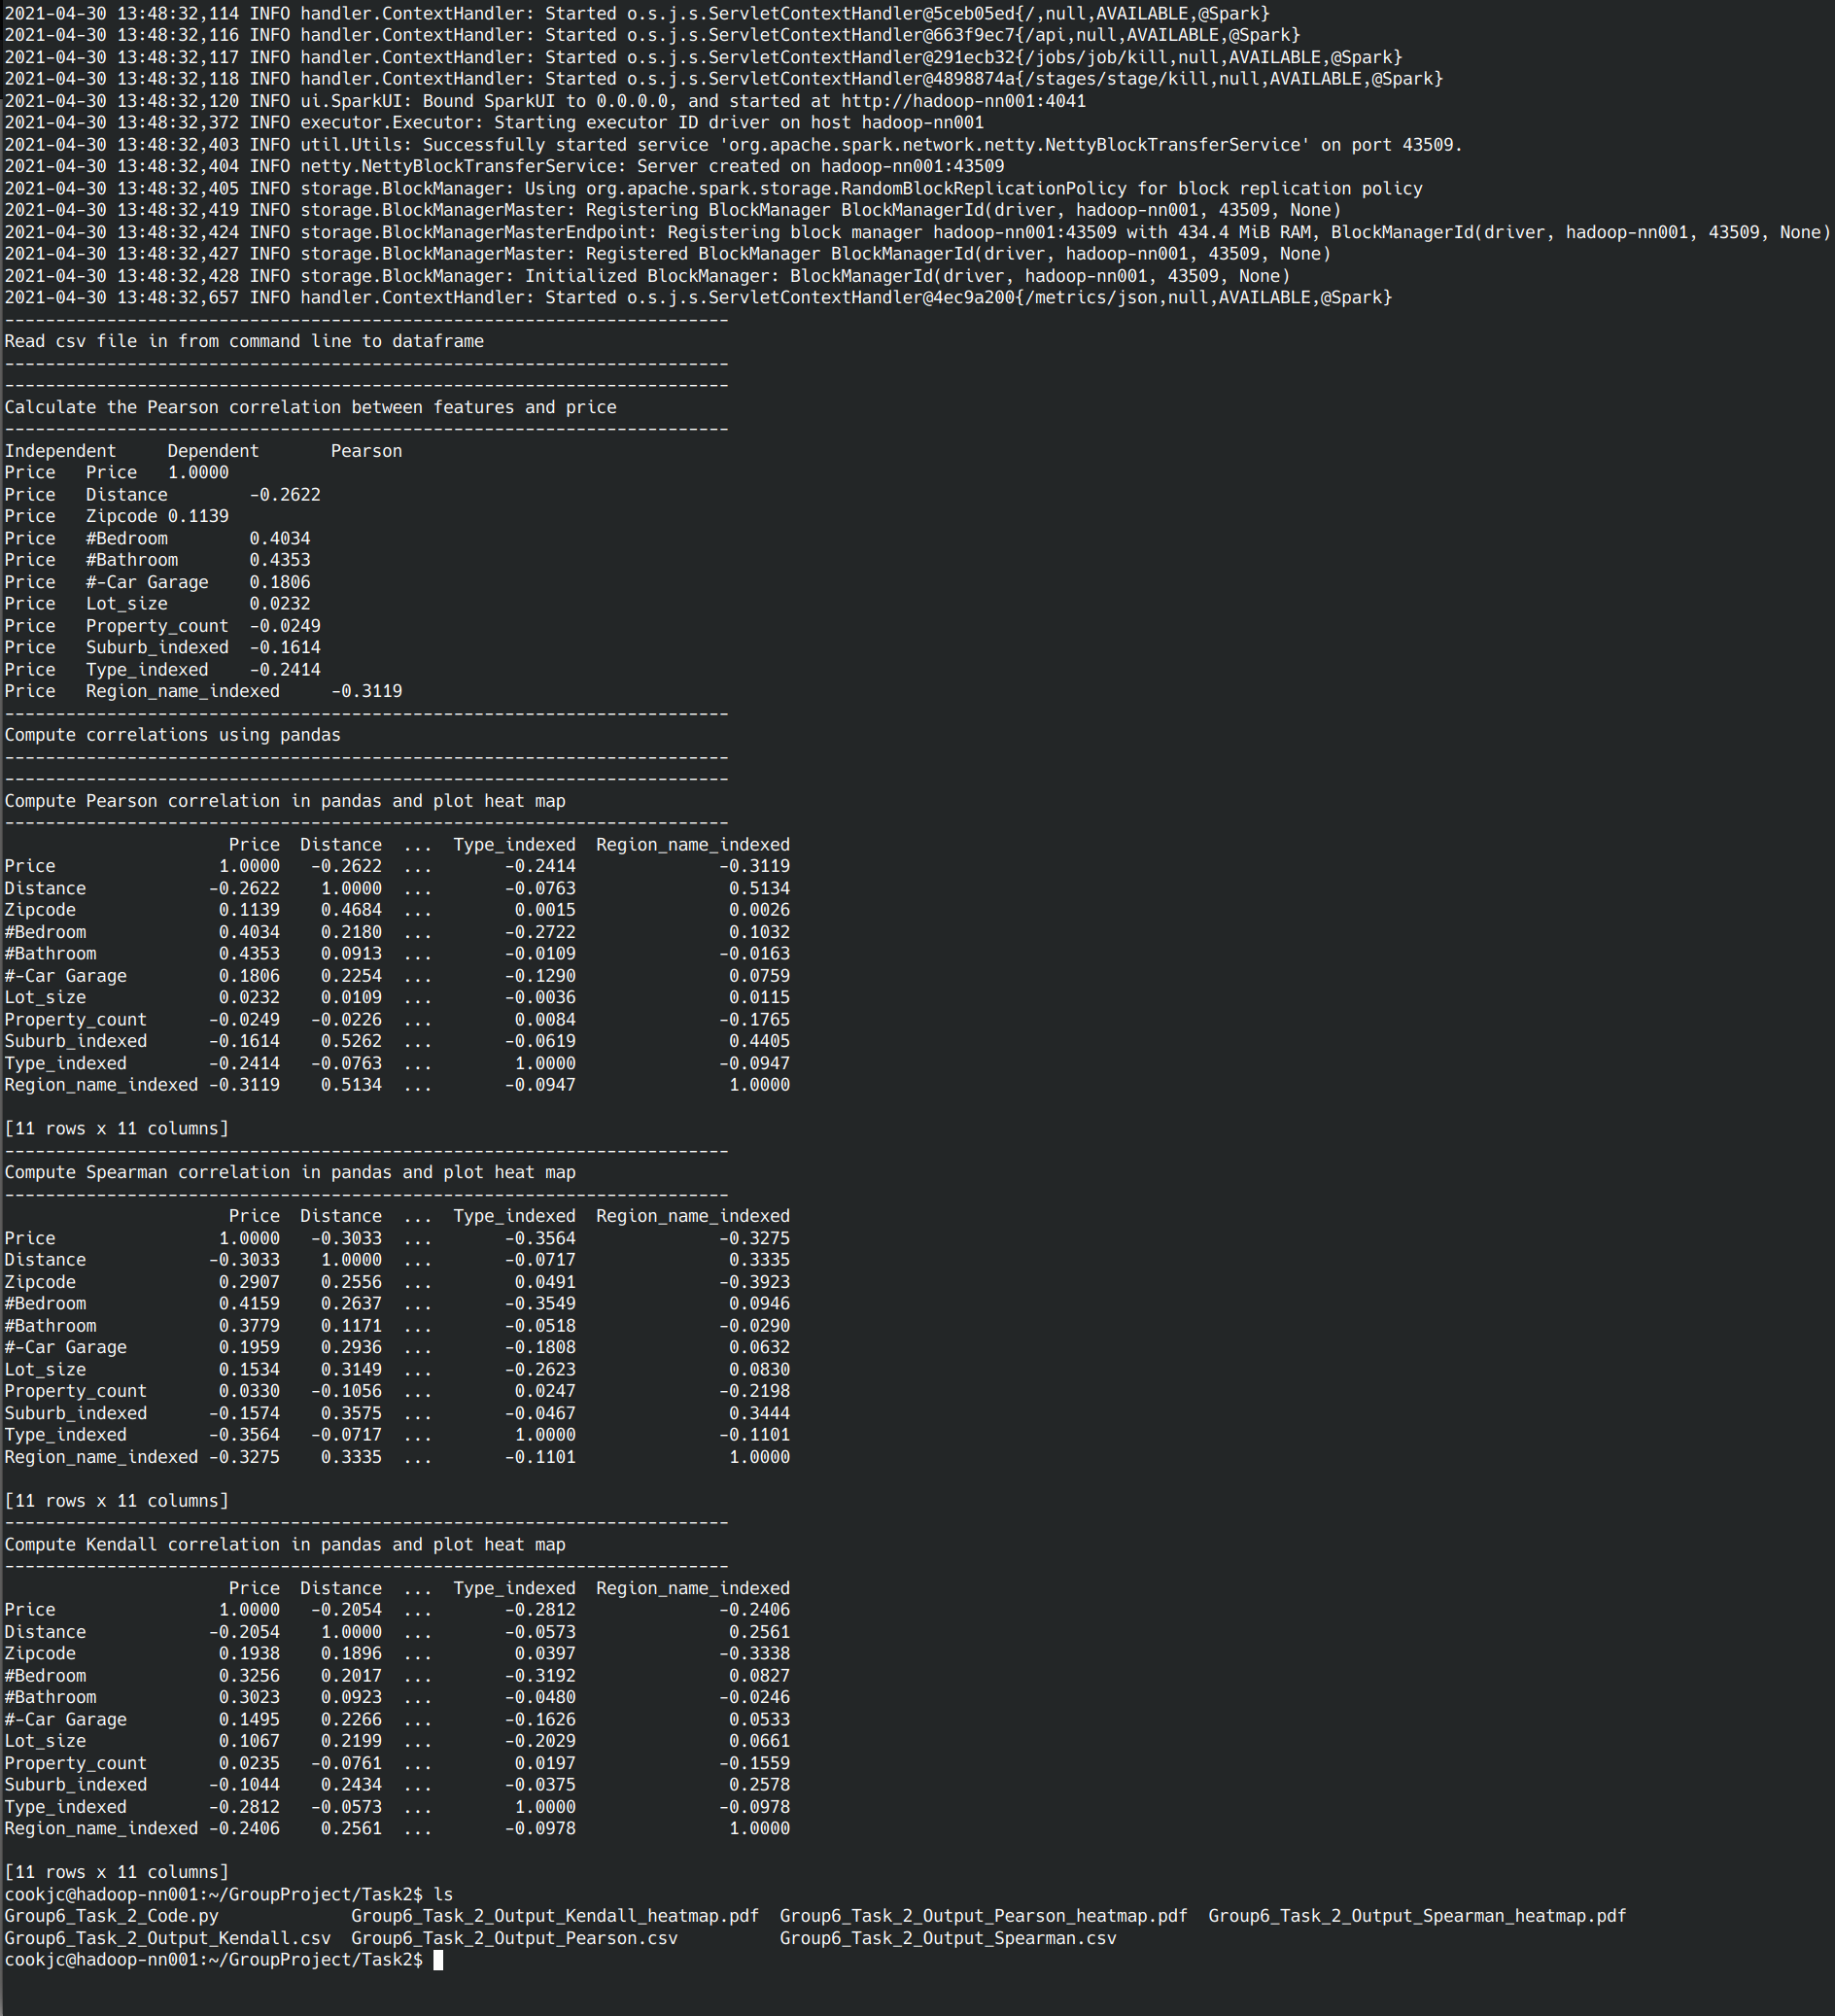 2021-04-30 13:48:32,114 INFO handler.ContextHandler: Started o.s.j.s.ServletContextHandler@5ceb05ed{/,null,AVAILABLE,@Spark}
2021-04-30 13:48:32,116 INFO handler.ContextHandler: Started o.s.j.s.ServletContextHandler@663f9ec7{/api,null,AVAILABLE,@Spark}
2021-04-30 13:48:32,117 INFO handler.ContextHandler: Started o.s.j.s.ServletContextHandler@291ecb32{/jobs/job/kill,null,AVAILABLE,@Spark}
2021-04-30 13:48:32,118 INFO handler.ContextHandler: Started o.s.j.s.ServletContextHandler@4898874a{/stages/stage/kill,null,AVAILABLE,@Spark}
2021-04-30 13:48:32,120 INFO ui.SparkUI: Bound SparkUI to 0.0.0.0, and started at http://hadoop-nn001:4041
2021-04-30 13:48:32,372 INFO executor.Executor: Starting executor ID driver on host hadoop-nn001
2021-04-30 13:48:32,403 INFO util.Utils: Successfully started service 'org.apache.spark.network.netty.NettyBlockTransferService' on port 43509.
2021-04-30 13:48:32,404 INFO netty.NettyBlockTransferService: Server created on hadoop-nn001:43509
2021-04-30 13:48:32,405 INFO storage.BlockManager: Using org.apache.spark.storage.RandomBlockReplicationPolicy for block replication policy
2021-04-30 13:48:32,419 INFO storage.BlockManagerMaster: Registering BlockManager BlockManagerId(driver, hadoop-nn001, 43509, None)
2021-04-30 13:48:32,424 INFO storage.BlockManagerMasterEndpoint: Registering block manager hadoop-nn001:43509 with 434.4 MiB RAM, BlockManagerId(driver, hadoop-nn001, 43509, None)
2021-04-30 13:48:32,427 INFO storage.BlockManagerMaster: Registered BlockManager BlockManagerId(driver, hadoop-nn001, 43509, None)
2021-04-30 13:48:32,428 INFO storage.BlockManager: Initialized BlockManager: BlockManagerId(driver, hadoop-nn001, 43509, None)
2021-04-30 13:48:32,657 INFO handler.ContextHandler: Started o.s.j.s.ServletContextHandler@4ec9a200{/metrics/json,null,AVAILABLE,@Spark}
-----------------------------------------------------------------------
Read csv file in from command line to dataframe
-----------------------------------------------------------------------
-----------------------------------------------------------------------
Calculate the Pearson correlation between features and price
-----------------------------------------------------------------------
Independent     Dependent       Pearson
Price   Price   1.0000
Price   Distance        -0.2622
Price   Zipcode 0.1139
Price   #Bedroom        0.4034
Price   #Bathroom       0.4353
Price   #-Car Garage    0.1806
Price   Lot_size        0.0232
Price   Property_count  -0.0249
Price   Suburb_indexed  -0.1614
Price   Type_indexed    -0.2414
Price   Region_name_indexed     -0.3119
-----------------------------------------------------------------------
Compute correlations using pandas
-----------------------------------------------------------------------
-----------------------------------------------------------------------
Compute Pearson correlation in pandas and plot heat map
-----------------------------------------------------------------------
                      Price  Distance  ...  Type_indexed  Region_name_indexed
Price                1.0000   -0.2622  ...       -0.2414              -0.3119
Distance            -0.2622    1.0000  ...       -0.0763               0.5134
Zipcode              0.1139    0.4684  ...        0.0015               0.0026
#Bedroom             0.4034    0.2180  ...       -0.2722               0.1032
#Bathroom            0.4353    0.0913  ...       -0.0109              -0.0163
#-Car Garage         0.1806    0.2254  ...       -0.1290               0.0759
Lot_size             0.0232    0.0109  ...       -0.0036               0.0115
Property_count      -0.0249   -0.0226  ...        0.0084              -0.1765
Suburb_indexed      -0.1614    0.5262  ...       -0.0619               0.4405
Type_indexed        -0.2414   -0.0763  ...        1.0000              -0.0947
Region_name_indexed -0.3119    0.5134  ...       -0.0947               1.0000
[11 rows x 11 columns]
-----------------------------------------------------------------------
Compute Spearman correlation in pandas and plot heat map
-----------------------------------------------------------------------
                      Price  Distance  ...  Type_indexed  Region_name_indexed
Price                1.0000   -0.3033  ...       -0.3564              -0.3275
Distance            -0.3033    1.0000  ...       -0.0717               0.3335
Zipcode              0.2907    0.2556  ...        0.0491              -0.3923
#Bedroom             0.4159    0.2637  ...       -0.3549               0.0946
#Bathroom            0.3779    0.1171  ...       -0.0518              -0.0290
#-Car Garage         0.1959    0.2936  ...       -0.1808               0.0632
Lot_size             0.1534    0.3149  ...       -0.2623               0.0830
Property_count       0.0330   -0.1056  ...        0.0247              -0.2198
Suburb_indexed      -0.1574    0.3575  ...       -0.0467               0.3444
Type_indexed        -0.3564   -0.0717  ...        1.0000              -0.1101
Region_name_indexed -0.3275    0.3335  ...       -0.1101               1.0000
[11 rows x 11 columns]
-----------------------------------------------------------------------
Compute Kendall correlation in pandas and plot heat map
-----------------------------------------------------------------------
                      Price  Distance  ...  Type_indexed  Region_name_indexed
Price                1.0000   -0.2054  ...       -0.2812              -0.2406
Distance            -0.2054    1.0000  ...       -0.0573               0.2561
Zipcode              0.1938    0.1896  ...        0.0397              -0.3338
#Bedroom             0.3256    0.2017  ...       -0.3192               0.0827
#Bathroom            0.3023    0.0923  ...       -0.0480              -0.0246
#-Car Garage         0.1495    0.2266  ...       -0.1626               0.0533
Lot_size             0.1067    0.2199  ...       -0.2029               0.0661
Property_count       0.0235   -0.0761  ...        0.0197              -0.1559
Suburb_indexed      -0.1044    0.2434  ...       -0.0375               0.2578
Type_indexed        -0.2812   -0.0573  ...        1.0000              -0.0978
Region_name_indexed -0.2406    0.2561  ...       -0.0978               1.0000
[11 rows x 11 columns]
cookjc@hadoop-nn001:~/GroupProject/Task2$ ls
Group6_Task_2_Code.py             Group6_Task_2_Output_Kendall_heatmap.pdf  Group6_Task_2_Output_Pearson_heatmap.pdf  Group6_Task_2_Output_Spearman_heatmap.pdf
Group6_Task_2_Output_Kendall.csv  Group6_Task_2_Output_Pearson.csv          Group6_Task_2_Output_Spearman.csv
cookjc@hadoop-nn001:~/GroupProject/Task2$